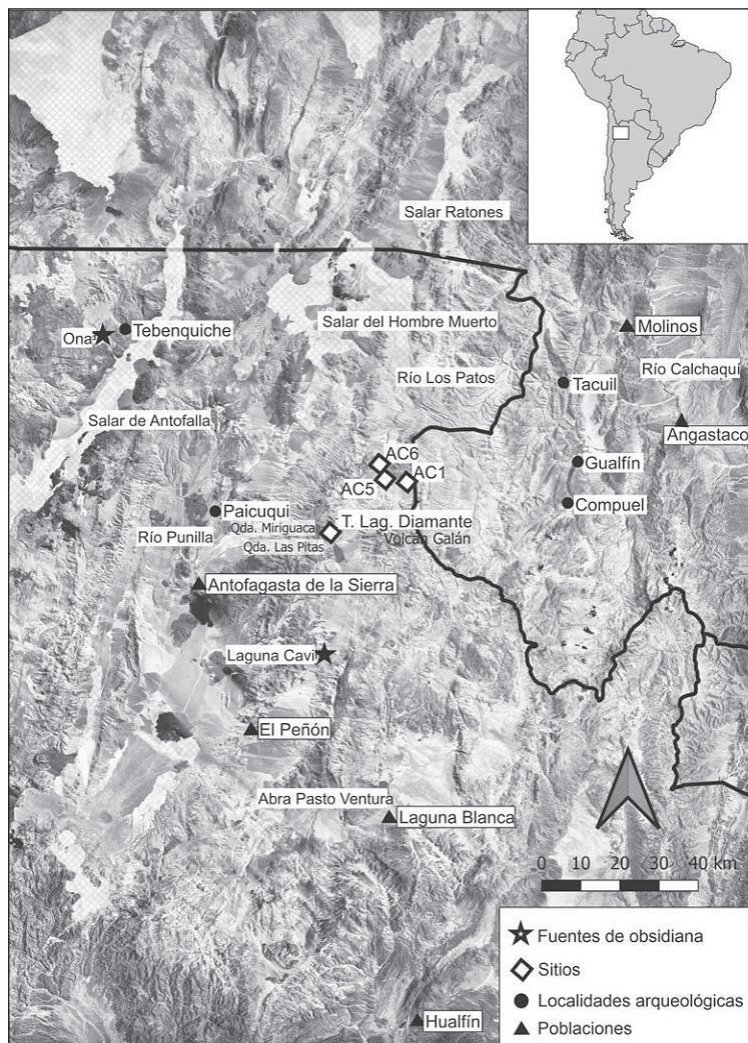 Salar Ratones
Salar del Hombre Muerto
Molinos
Ona
Tebenquiche
Río Calchaquí
Río Los Patos
Tacuil
Salar de Antofalla
Angastaco
AC6
AC5
AC1
Gualfín
Paicuqui
Compuel
T. Lag. Diamante
Río Punilla
Qda. Miriguaca
Volcán Galán
Qda. Las Pitas
Antofagasta de la Sierra
Laguna Cavi
El Peñón
Abra Pasto Ventura
Laguna Blanca
0 10 20 30 40 km
Fuentes de obsidiana
Sitios
Localidades arqueológicas
Poblaciones
Hualfín